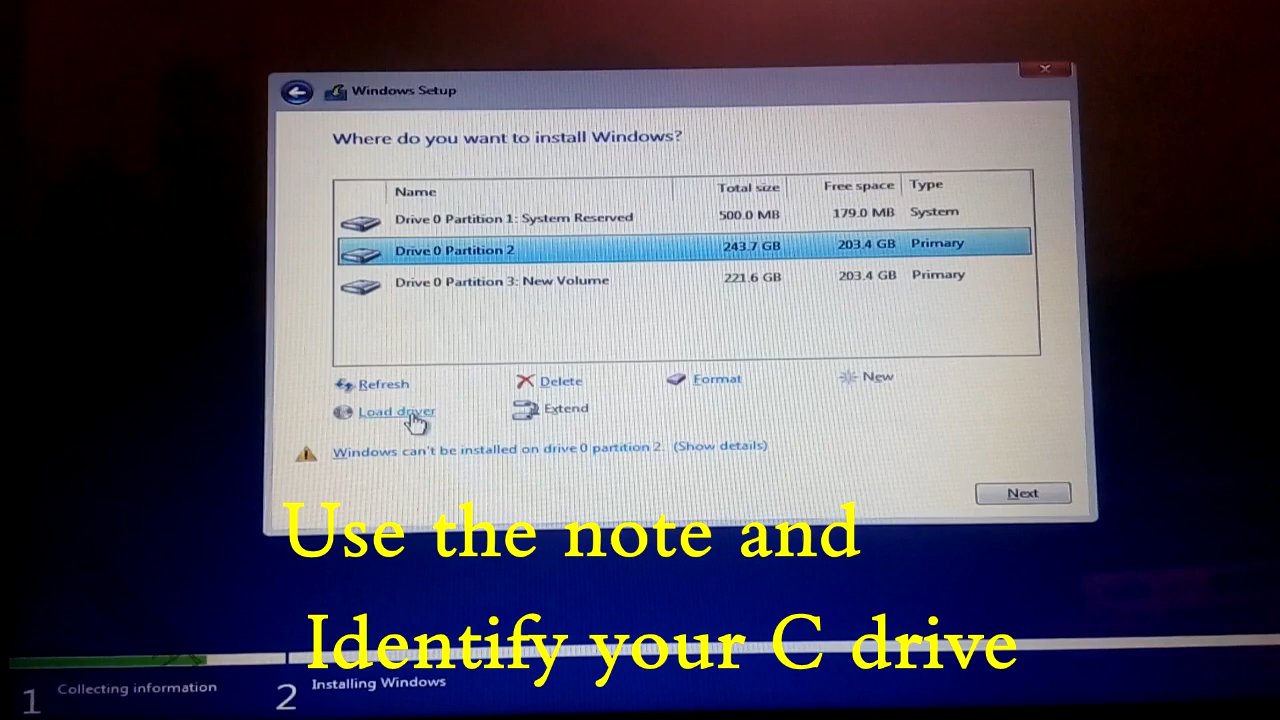 Windows Setup
Where do you want to install Windows?
Name Total size Free space Type
Drive 0 Partition 1: System Reserved 500.0 MB 179.0 MB System
Drive 0 Partition 2 243.7 GB 203.4 GB Primary
Drive 0 Partition 3: New Volume 221.6 GB 203.4 GB Primary
Refresh Delete Format New
Load driver Extend
Windows can't be installed on drive 0 partition 2. (Show details)
Next
Use the note and
Identify your C drive
1 Collecting information 2 Installing Windows